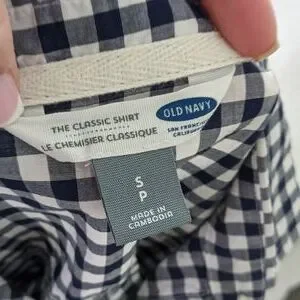 THE CLASSIC SHIRT
LE CHEMISIER CLASSIQUE
OLD NAVY
SAN FRANCISCO
CALIFORNIA
S
P
MADE IN
CAMBODIA